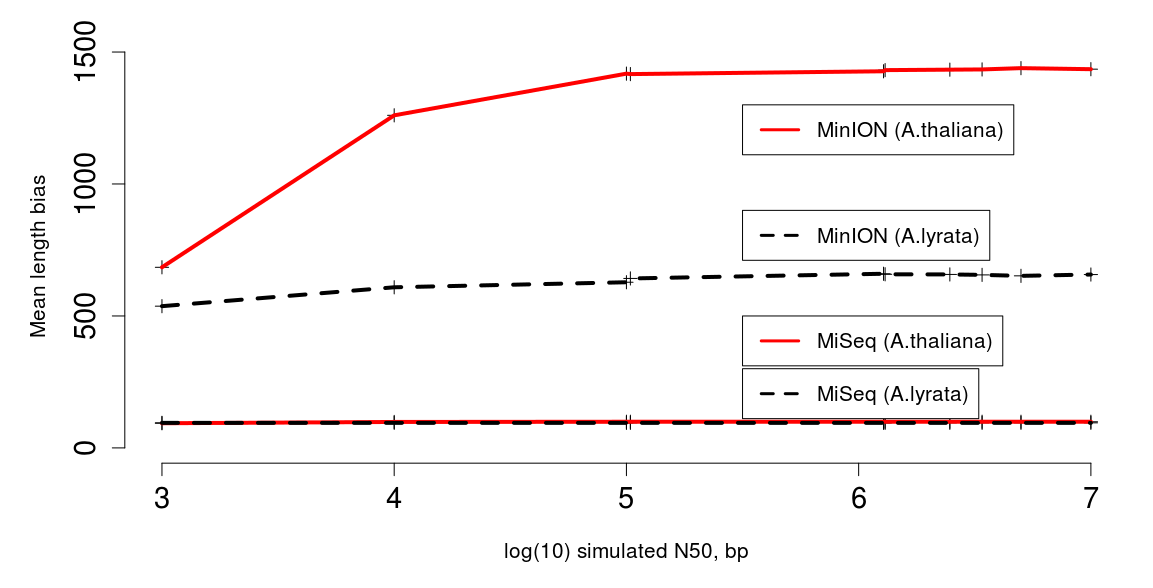 1500
1000
500
0
Mean length bias
MinION (A.thaliana)
MinION (A.lyrata)
MiSeq (A.thaliana)
MiSeq (A.lyrata)
3 4 5 6 7
log(10) simulated N50, bp